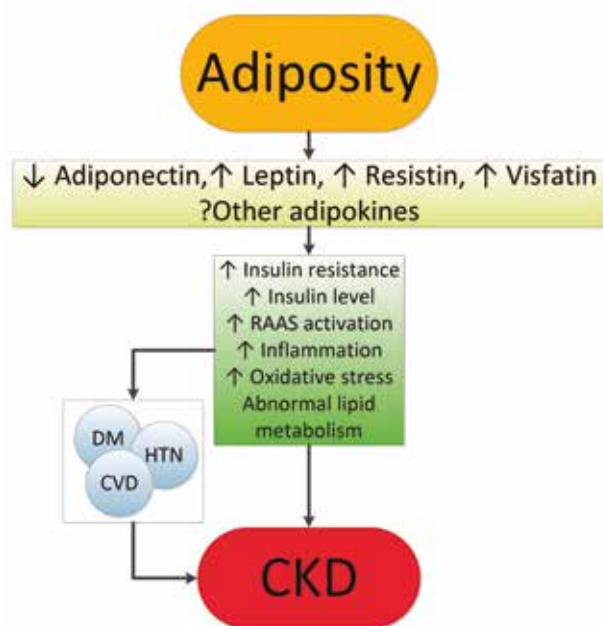 Adiposity
↓ Adiponectin,↑ Leptin, ↑ Resistin, ↑ Visfatin
?Other adipokines
↑ Insulin resistance
↑ Insulin level
↑ RAAS activation
↑ Inflammation
↑ Oxidative stress
Abnormal lipid
metabolism
DM
HTN
CVD
CKD